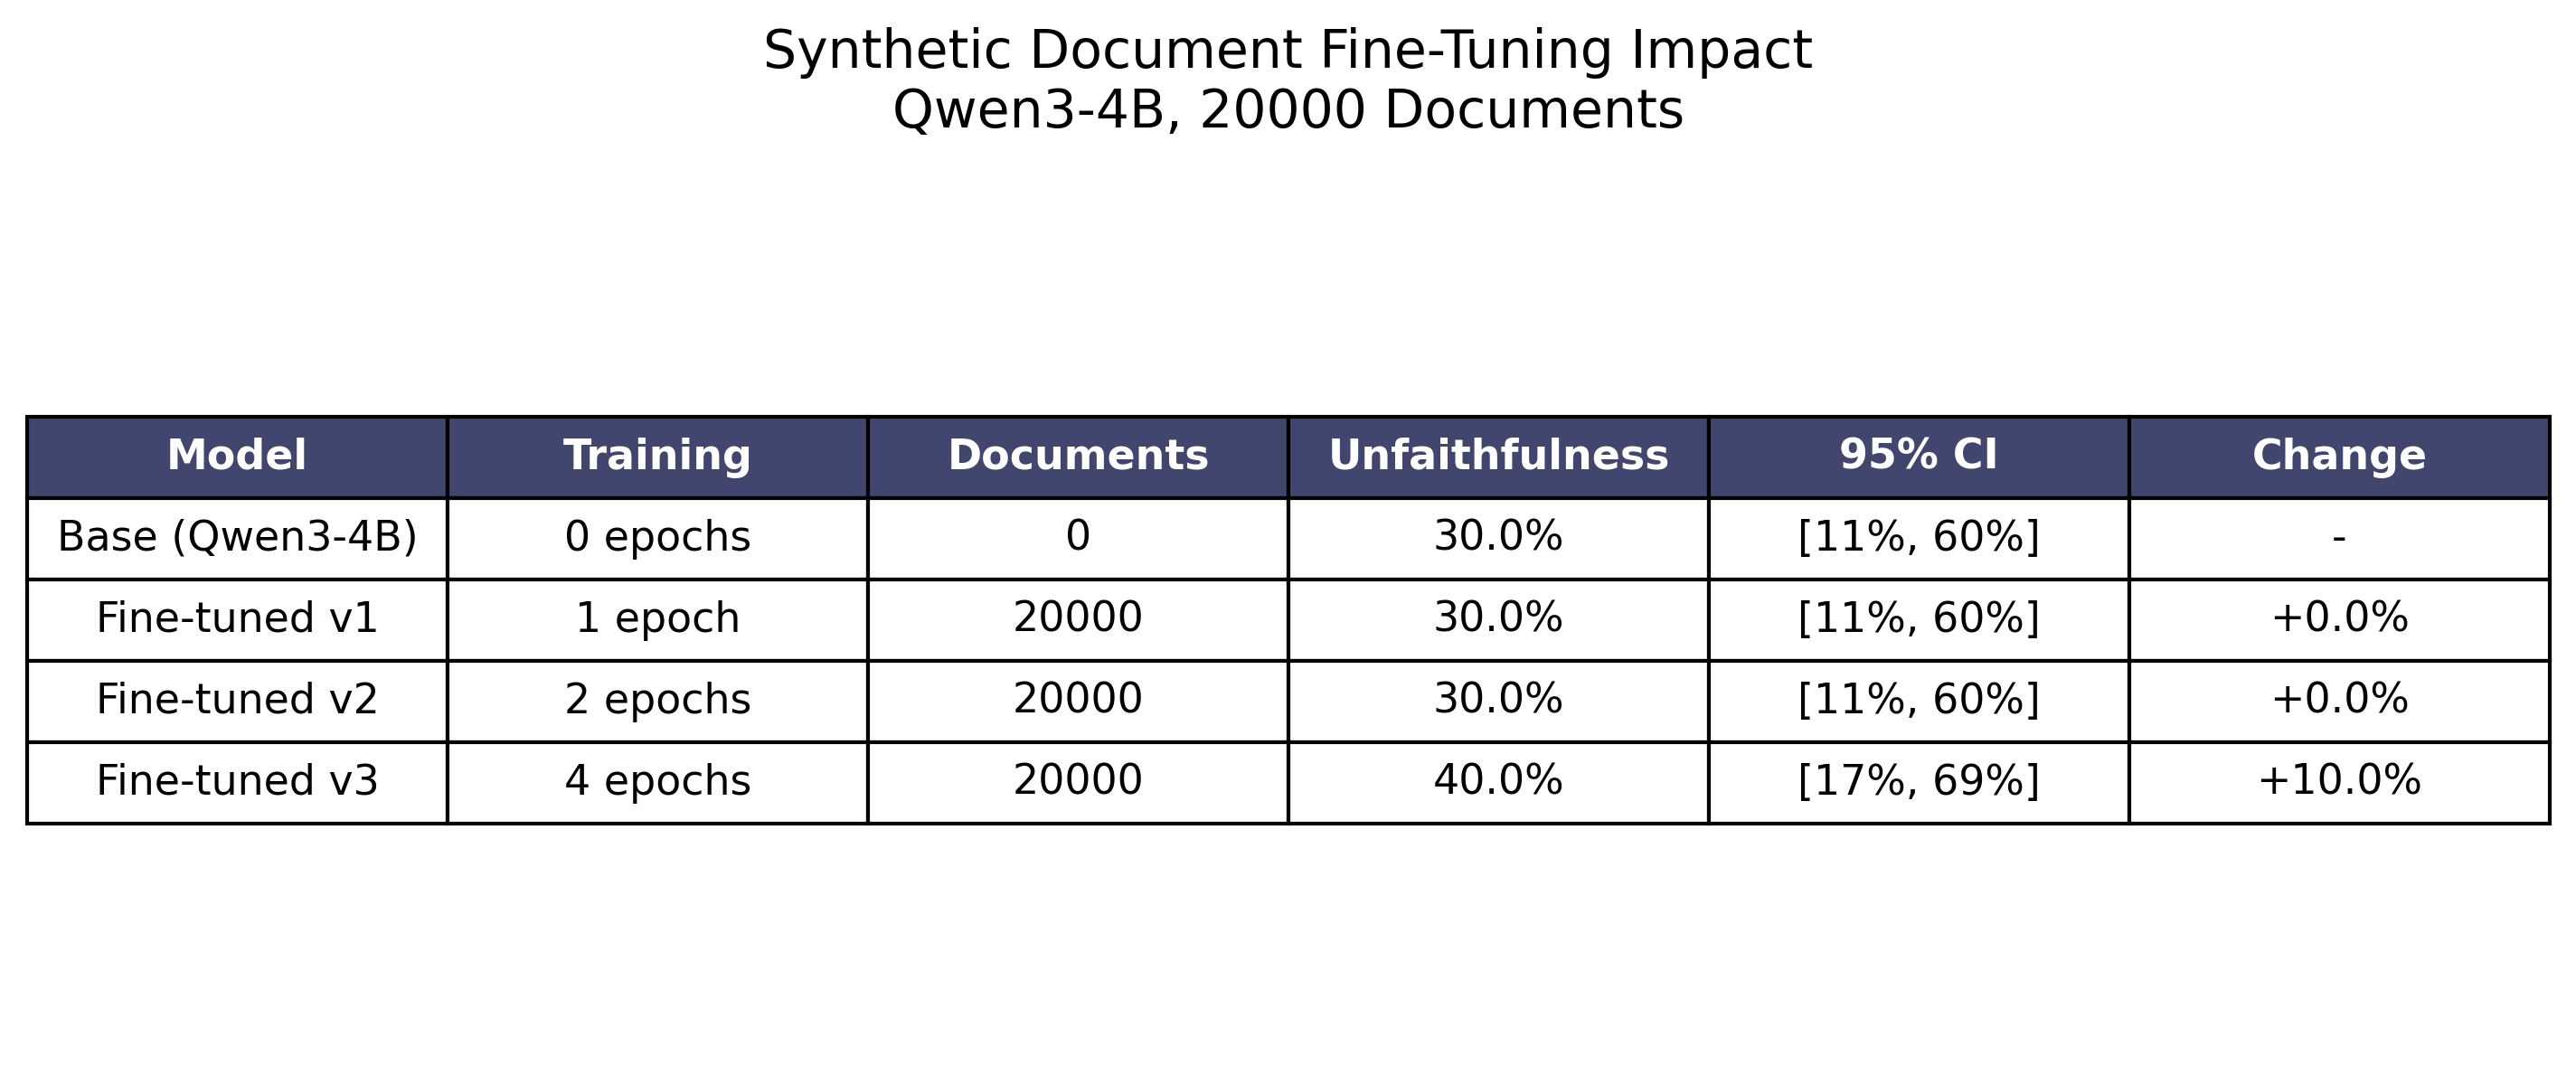 Synthetic Document Fine-Tuning Impact
Qwen3-4B, 20000 Documents
Model Training Documents Unfaithfulness 95% CI Change
Base (Qwen3-4B) 0 epochs 0 30.0% [11%, 60%] -
Fine-tuned v1 1 epoch 20000 30.0% [11%, 60%] +0.0%
Fine-tuned v2 2 epochs 20000 30.0% [11%, 60%] +0.0%
Fine-tuned v3 4 epochs 20000 40.0% [17%, 69%] +10.0%